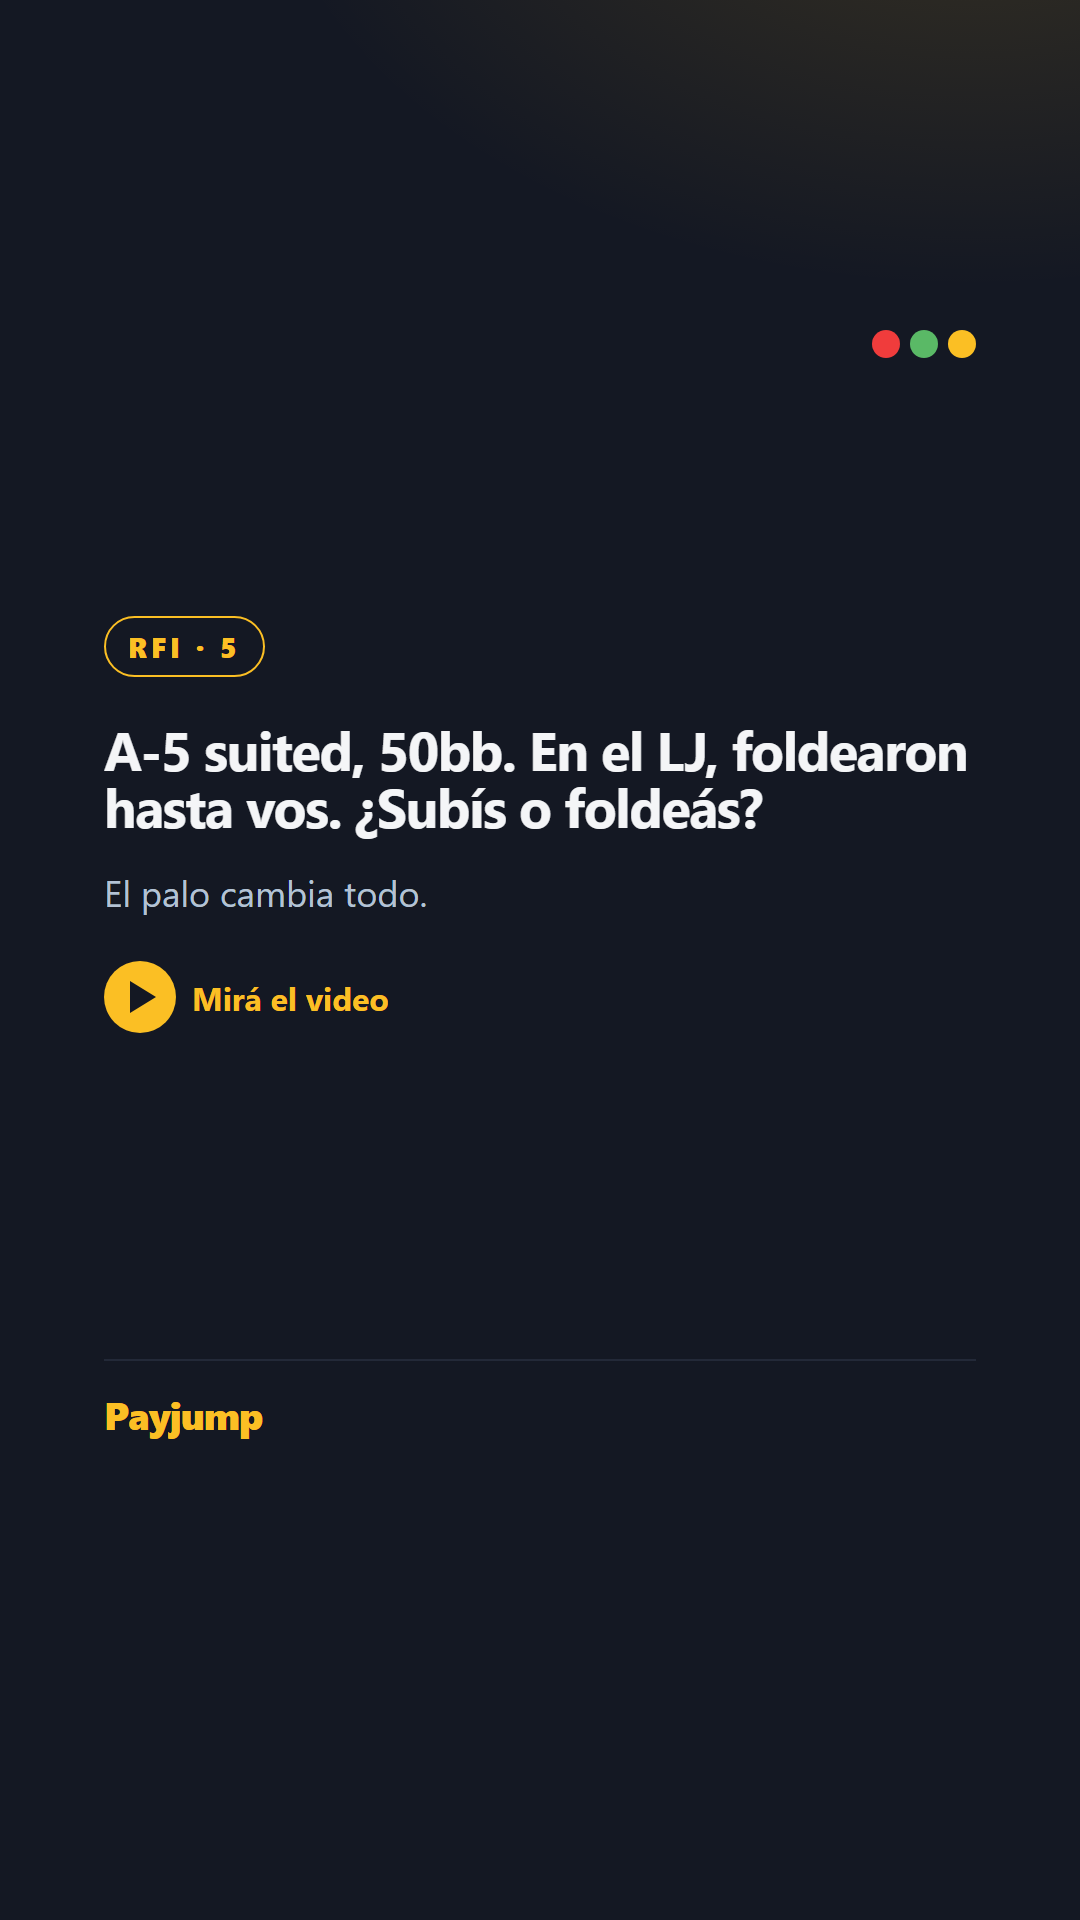 RFI · 5
A-5 suited, 50bb. En el LJ, foldearon
hasta vos. ¿Subís o foldeás?
El palo cambia todo.
Mirá el video
Payjump